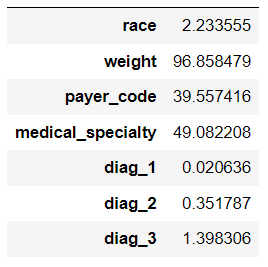 race 2.233555
weight 96.858479
payer_code 39.557416
medical_specialty 49.082208
diag_1 0.020636
diag_2 0.351787
diag_3 1.398306